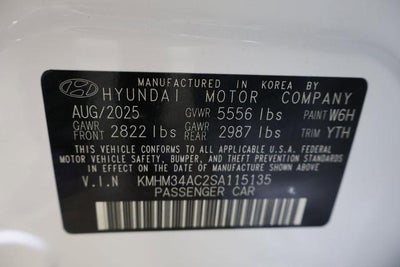 MANUFACTURED IN KOREA BY
HYUNDAI MOTOR COMPANY
AUG/2025 GVWR 5556 lbs PAINT W6H
GAWR FRONT 2822 lbs GAWR REAR 2987 lbs TRIM YTH
THIS VEHICLE CONFORMS TO ALL APPLICABLE U.S.A. FEDERAL
MOTOR VEHICLE SAFETY, BUMPER, AND THEFT PREVENTION STANDARDS
IN EFFECT ON THE DATE OF MANUFACTURE SHOWN ABOVE.
V.I.N KMHM34AC2SA115135
PASSENGER CAR